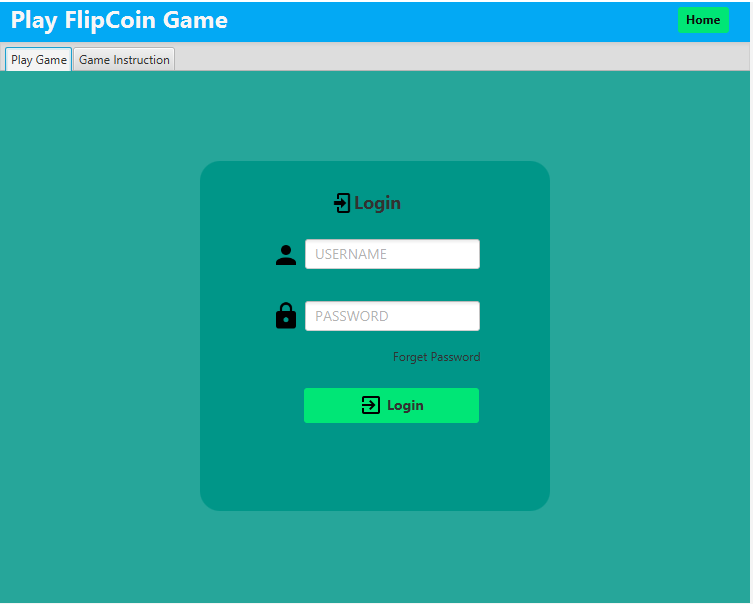 Play FlipCoin Game
Home
Play Game
Game Instruction
Login
USERNAME
PASSWORD
Forget Password
Login